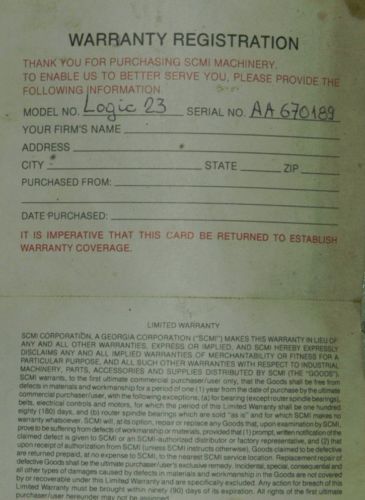 WARRANTY REGISTRATION
THANK YOU FOR PURCHASING SCMI MACHINERY.
TO ENABLE US TO BETTER SERVE YOU, PLEASE PROVIDE THE
FOLLOWING INFORMATION
MODEL NO. Logic 23 SERIAL NO. AA 670189
YOUR FIRM'S NAME
ADDRESS
CITY STATE ZIP
PURCHASED FROM:
DATE PURCHASED:
IT IS IMPERATIVE THAT THIS CARD BE RETURNED TO ESTABLISH
WARRANTY COVERAGE.
LIMITED WARRANTY
SCMI CORPORATION, A GEORGIA CORPORATION ("SCMI") MAKES THIS WARRANTY IN LIEU OF
ANY AND ALL OTHER WARRANTIES, EXPRESS OR IMPLIED, AND SCMI HEREBY EXPRESSLY
DISCLAIMS ANY AND ALL IMPLIED WARRANTIES OF MERCHANTABILITY OR FITNESS FOR A
PARTICULAR PURPOSE, AND ALL SUCH OTHER WARRANTIES WITH RESPECT TO INDUSTRIAL
MACHINERY, PARTS, ACCESSORIES AND SUPPLIES DISTRIBUTED BY SCMI (THE "GOODS").
SCMI warrants, to the first ultimate commercial purchaser/user only, that the Goods shall be free from
defects in materials and workmanship for a period of one (1) year from the date of purchase by the ultimate
commercial purchaser/user, with the following exceptions, (a) for bearing (except router spindle bearings),
belts, electrical controls and motors, for which the period of this Limited Warranty shall be one hundred
eighty (180) days, and (b) router spindle bearings which are sold "as is" and for which SCMI makes no
warranty whatsoever. SCMI will, at its option, repair or replace any Goods that, upon examination by SCMI,
prove to be suffering from defects of workmanship or materials, provided that (1) prompt, written notification of the
claimed defect is given to SCMI or an SCMI-authorized distributor or factory representative, and (2) that
upon receipt of authorization from SCMI (unless SCMI instructs otherwise), Goods claimed to be defective
are returned prepaid, at no expense to SCMI, to the nearest SCMI service location. Replacement repair of
defective Goods shall be the ultimate purchaser/user's exclusive remedy. Incidental, special, consequential and
all other types of damages caused by defects in materials and workmanship in the Goods are not covered
by or recoverable under this Limited Warranty and are specifically excluded. Any action for breach of this
Limited Warranty must be brought within ninety (90) days of its expiration. All rights of the first ultimate
purchaser/user hereunder may not be assigned.